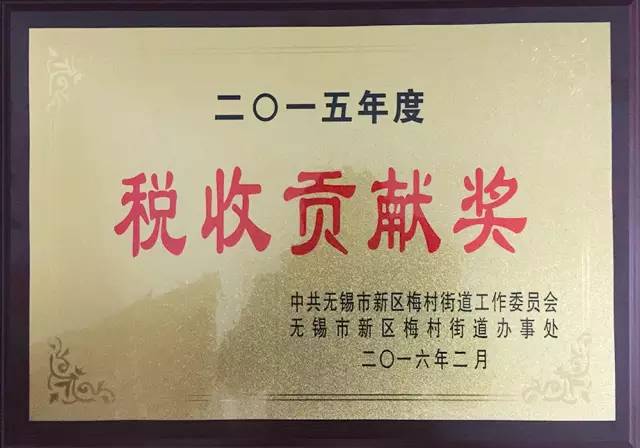 二〇一五年度
税收贡献奖
中共无锡市新区梅村街道工作委员会
无锡市新区梅村街道办事处
二〇一六年二月